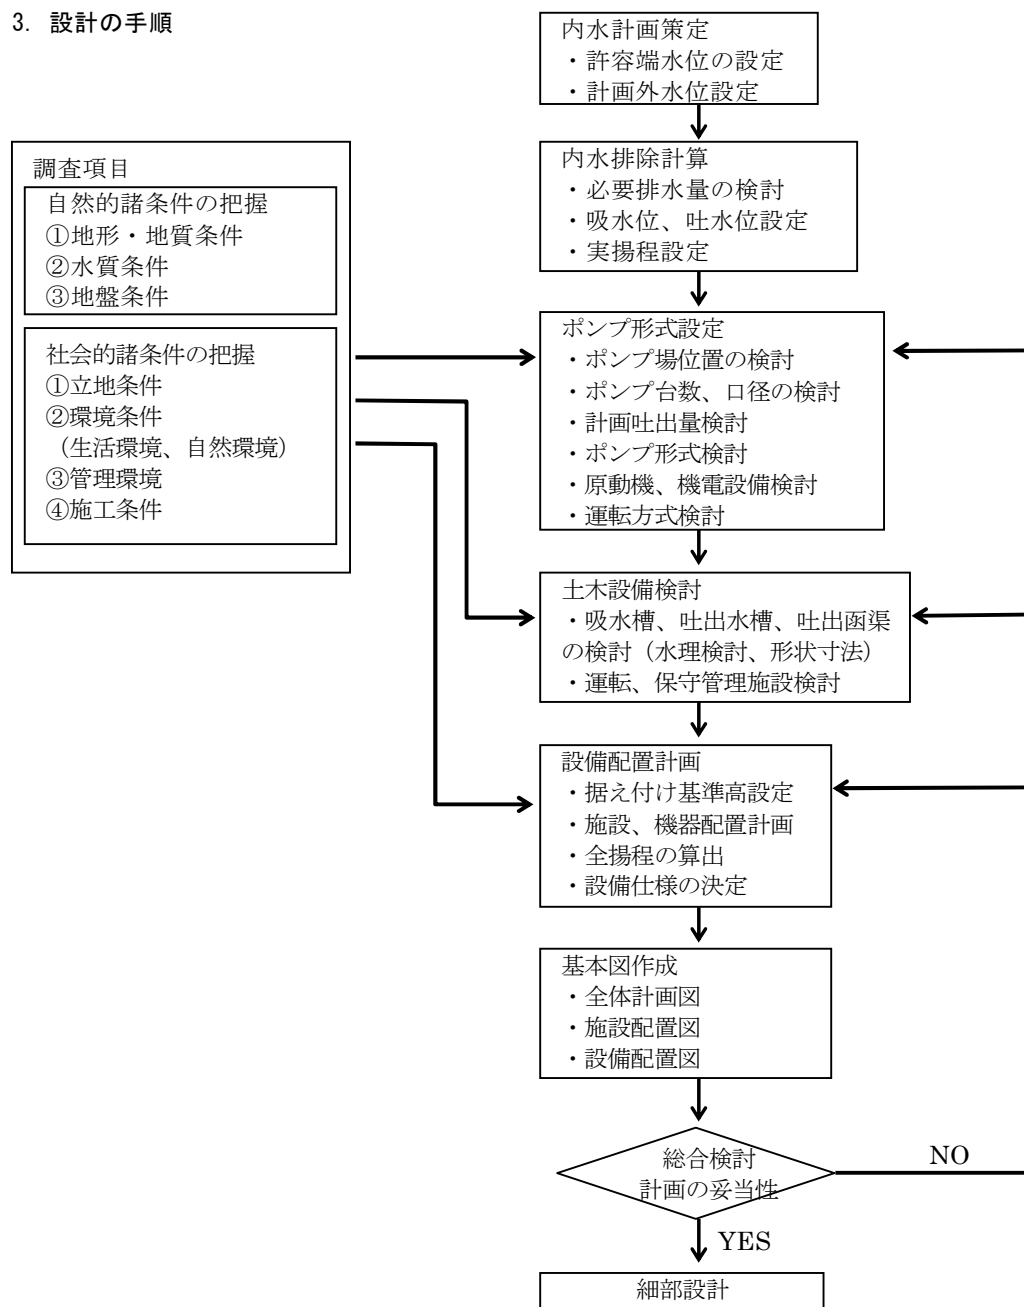 3. 設計の手順
内水計画策定
・許容端水位の設定
・計画外水位設定
内水排除計算
・必要排水量の検討
・吸水位、吐水位設定
・実揚程設定
調査項目
自然的諸条件の把握
①地形・地質条件
②水質条件
③地盤条件
社会的諸条件の把握
①立地条件
②環境条件
（生活環境、自然環境）
③管理環境
④施工条件
ポンプ形式設定
・ポンプ場位置の検討
・ポンプ台数、口径の検討
・計画吐出量検討
・ポンプ形式検討
・原動機、機電設備検討
・運転方式検討
土木設備検討
・吸水槽、吐出水槽、吐出函渠
の検討（水理検討、形状寸法）
・運転、保守管理施設検討
設備配置計画
・据え付け基準高設定
・施設、機器配置計画
・全揚程の算出
・設備仕様の決定
基本図作成
・全体計画図
・施設配置図
・設備配置図
総合検討
計画の妥当性
NO
YES
細部設計